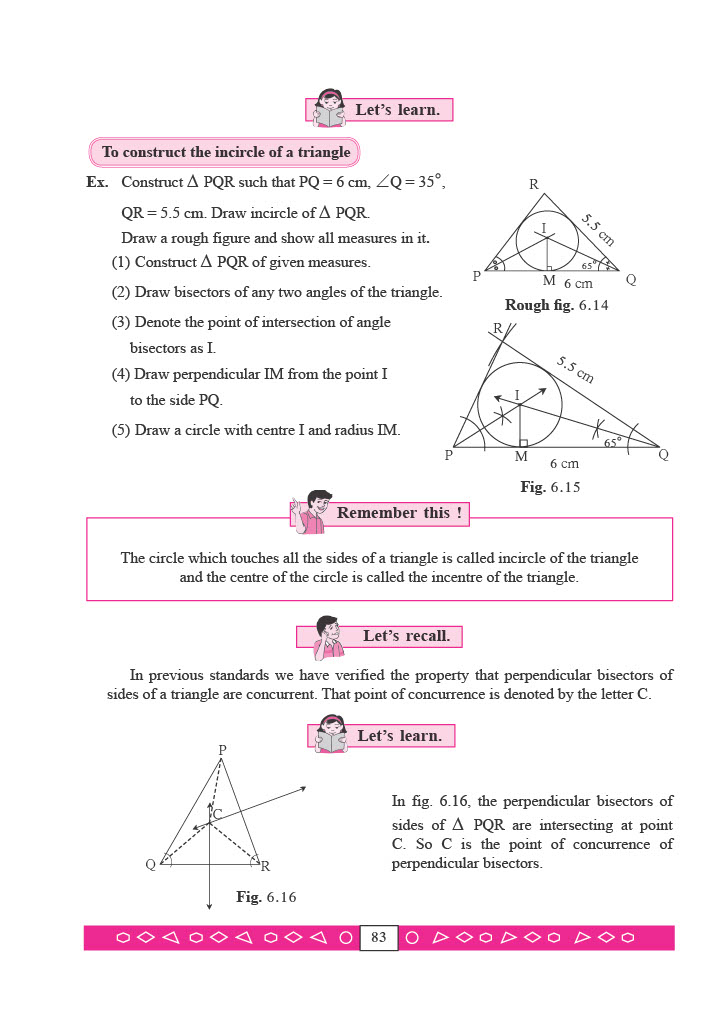 Let's learn.
To construct the incircle of a triangle
Ex. Construct Δ PQR such that PQ = 6 cm, ∠Q = 35°,
QR = 5.5 cm. Draw incircle of Δ PQR.
Draw a rough figure and show all measures in it.
(1) Construct Δ PQR of given measures.
(2) Draw bisectors of any two angles of the triangle.
(3) Denote the point of intersection of angle
bisectors as I.
(4) Draw perpendicular IM from the point I
to the side PQ.
(5) Draw a circle with centre I and radius IM.
R
5.5 cm
I
65°
P
M
6 cm
Q
Rough fig. 6.14
R
5.5 cm
I
65°
P
M
Q
6 cm
Fig. 6.15
Remember this !
The circle which touches all the sides of a triangle is called incircle of the triangle
and the centre of the circle is called the incentre of the triangle.
Let's recall.
In previous standards we have verified the property that perpendicular bisectors of
sides of a triangle are concurrent. That point of concurrence is denoted by the letter C.
Let's learn.
P
C
Q
R
Fig. 6.16
In fig. 6.16, the perpendicular bisectors of
sides of Δ PQR are intersecting at point
C. So C is the point of concurrence of
perpendicular bisectors.
83